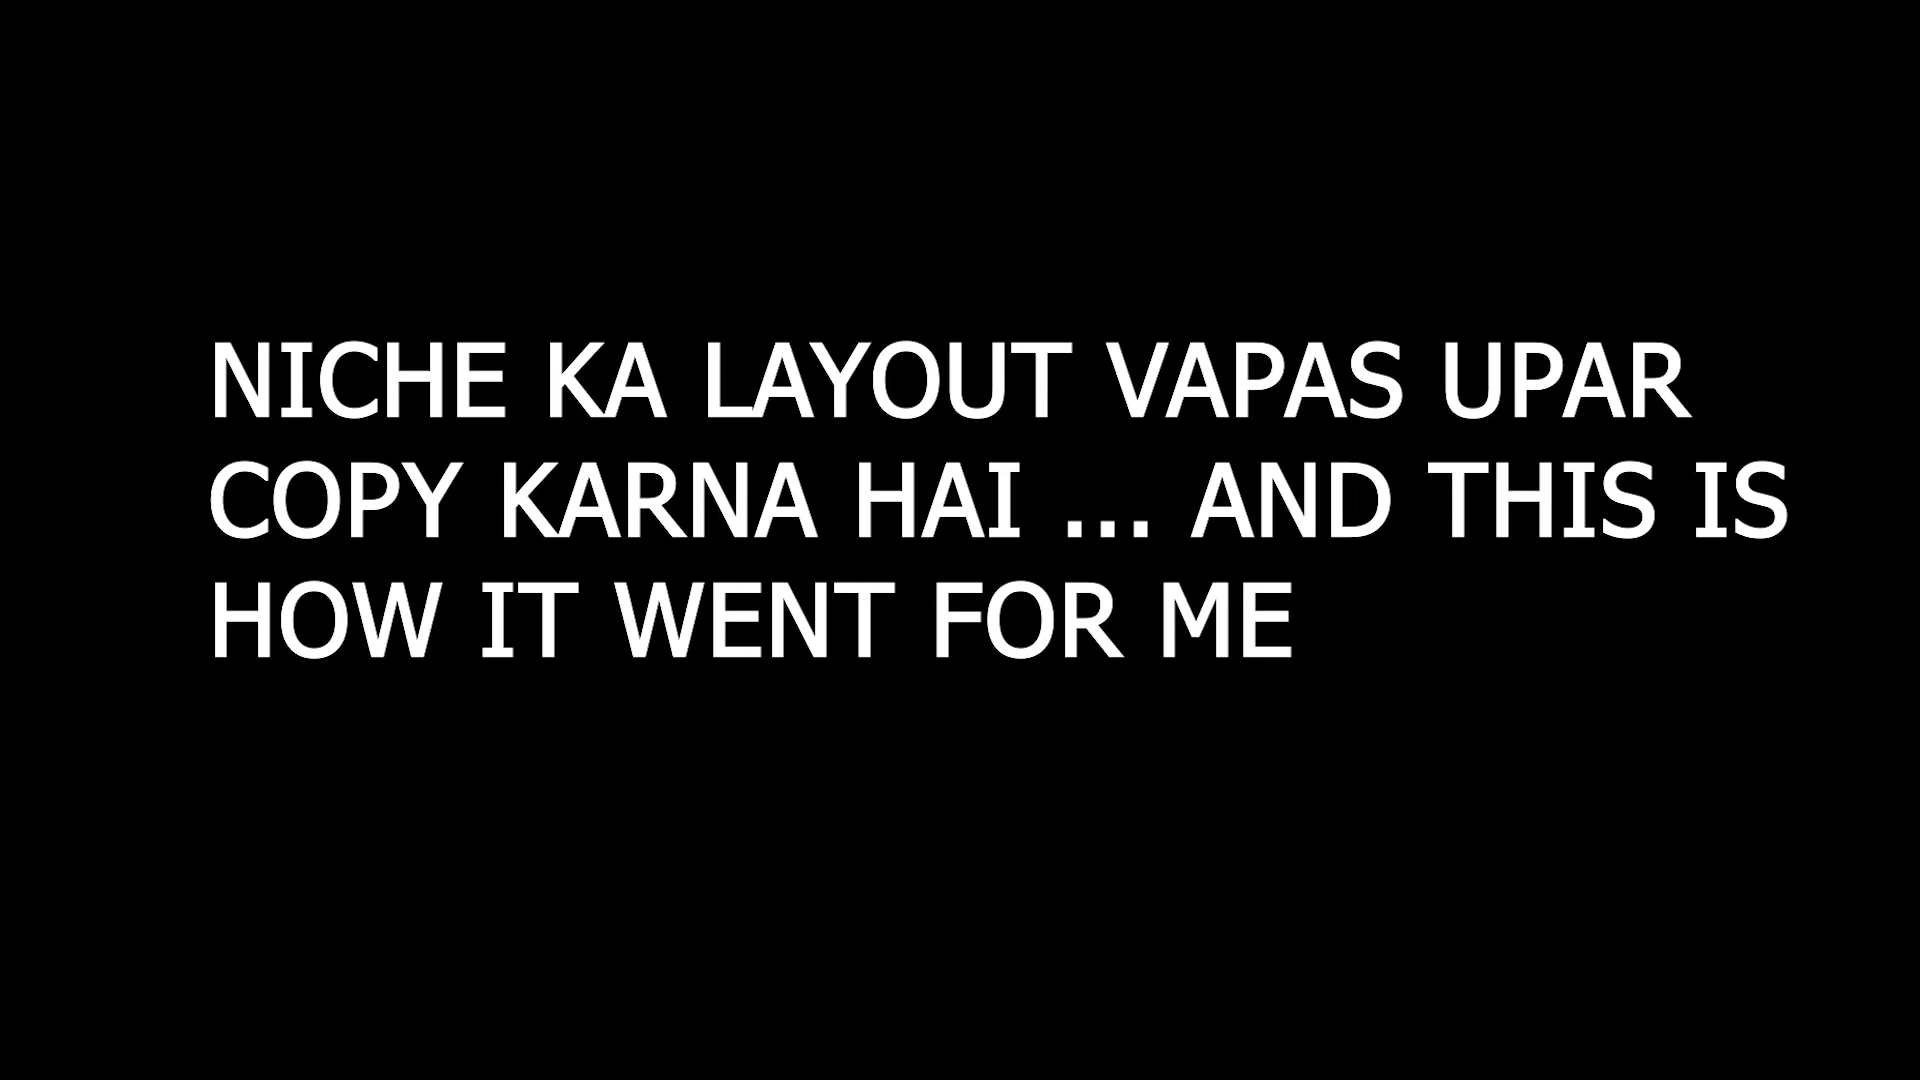 NICHE KA LAYOUT VAPAS UPAR
COPY KARNA HAI ... AND THIS IS
HOW IT WENT FOR ME